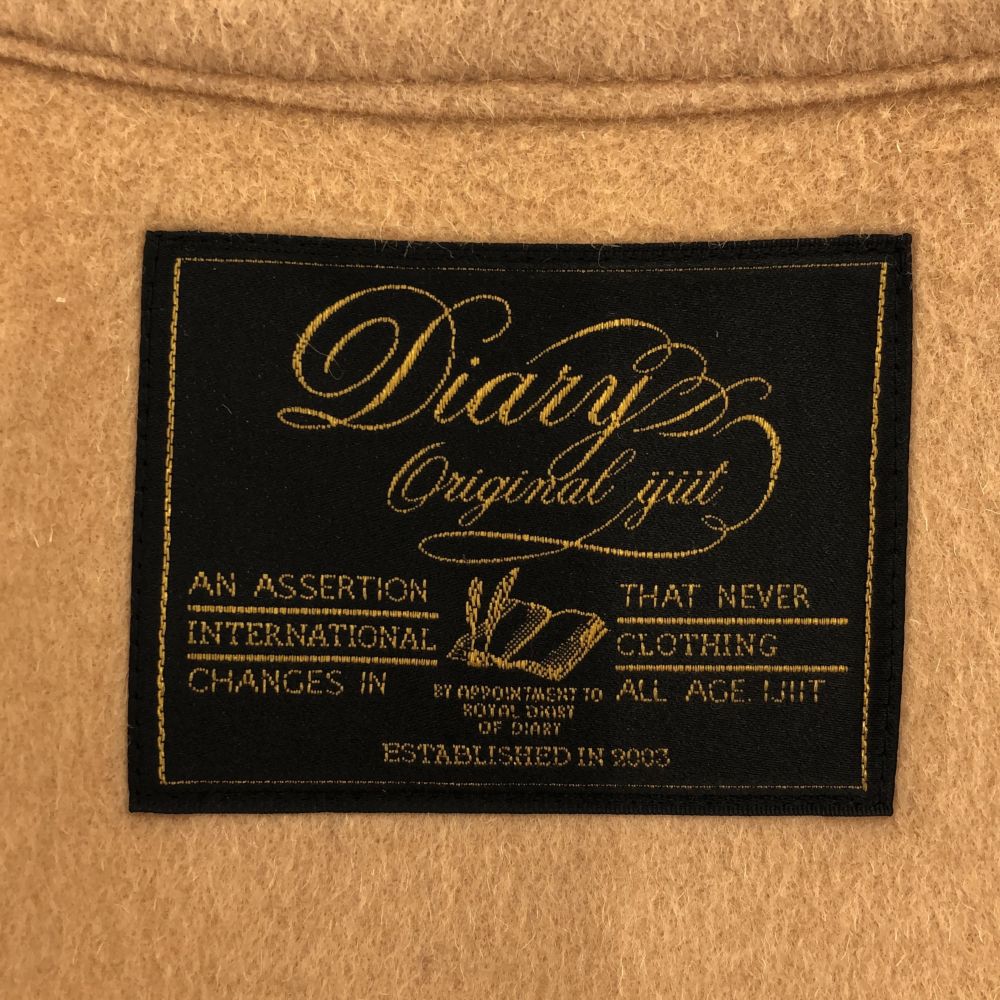 Diary
Original ijiit
AN ASSERTION
INTERNATIONAL
CHANGES IN
THAT NEVER
CLOTHING
ALL AGE. IJIIT
BY APPOINTMENT TO
ROYAL DIARY
OF DIARY
ESTABLISHED IN 2003